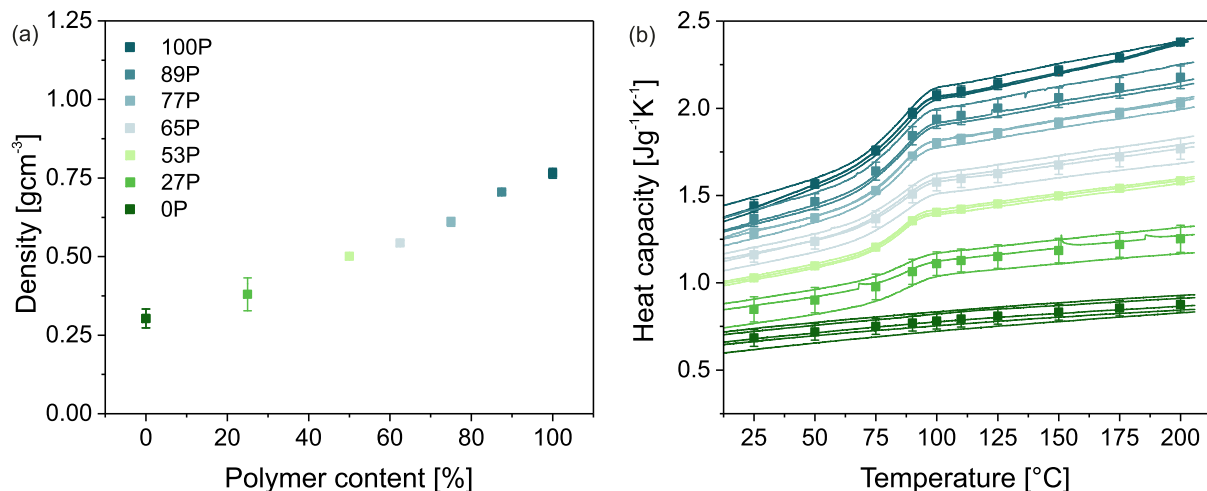 (a)
1.25
1.00
0.75
0.50
0.25
0.00
Density [gcm⁻³]
100P
89P
77P
65P
53P
27P
0P
0 20 40 60 80 100
Polymer content [%]
(b)
2.5
2.0
1.5
1.0
0.5
Heat capacity [Jg⁻¹K⁻¹]
25 50 75 100 125 150 175 200
Temperature [°C]